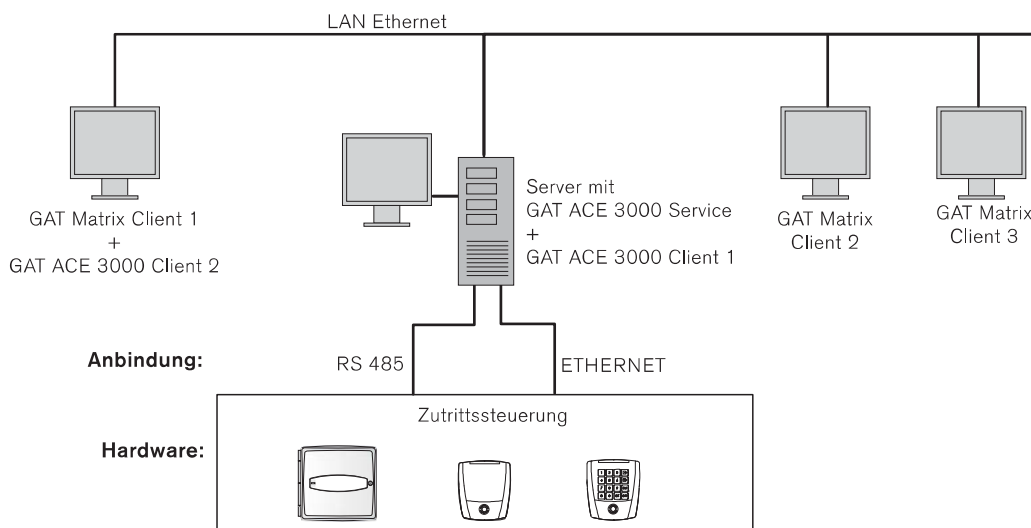 LAN Ethernet
GAT Matrix Client 1
+
GAT ACE 3000 Client 2
Server mit
GAT ACE 3000 Service
+
GAT ACE 3000 Client 1
GAT Matrix
Client 2
GAT Matrix
Client 3
Anbindung:
RS 485
ETHERNET
Zutrittssteuerung
Hardware: